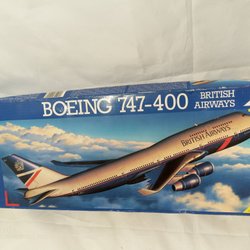 BOEING 747-400
BRITISH
AIRWAYS
BRITISH AIRWAYS